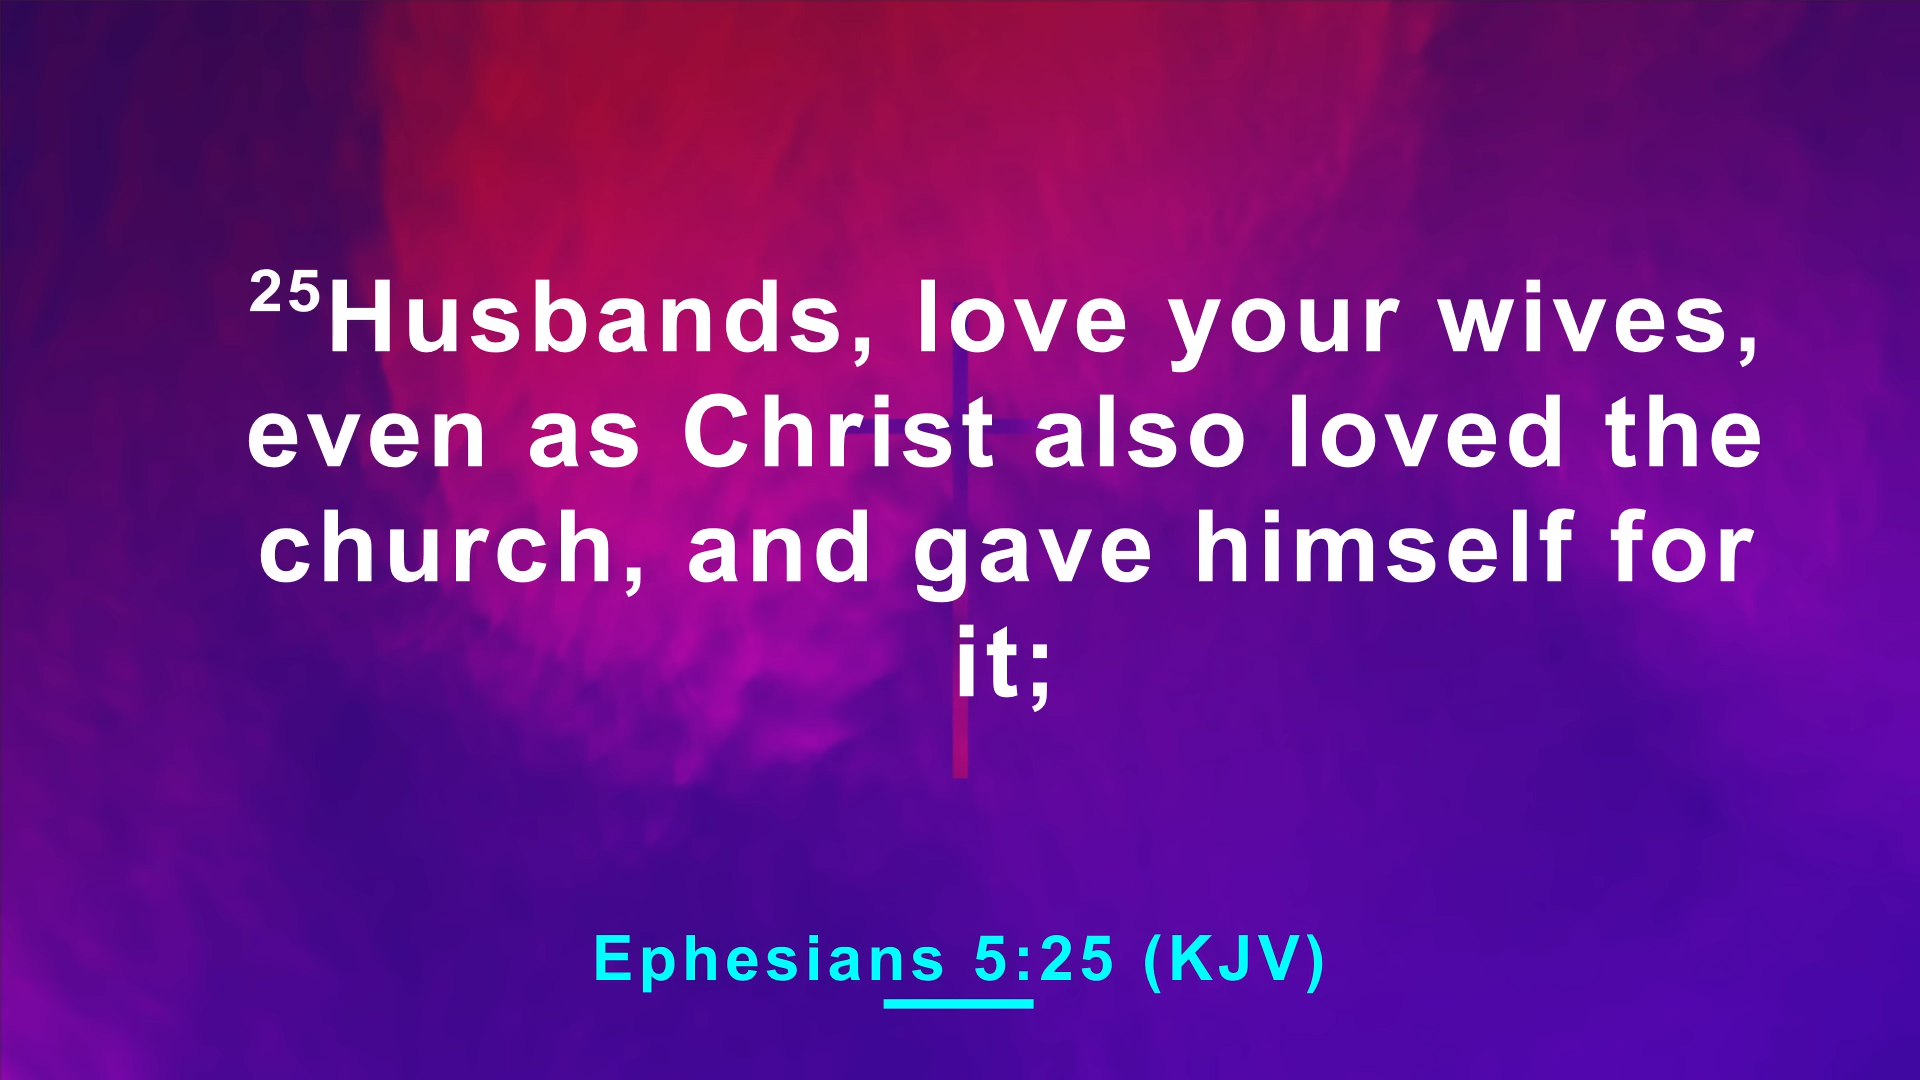 25Husbands, love your wives,
even as Christ also loved the
church, and gave himself for
it;
Ephesians 5:25 (KJV)